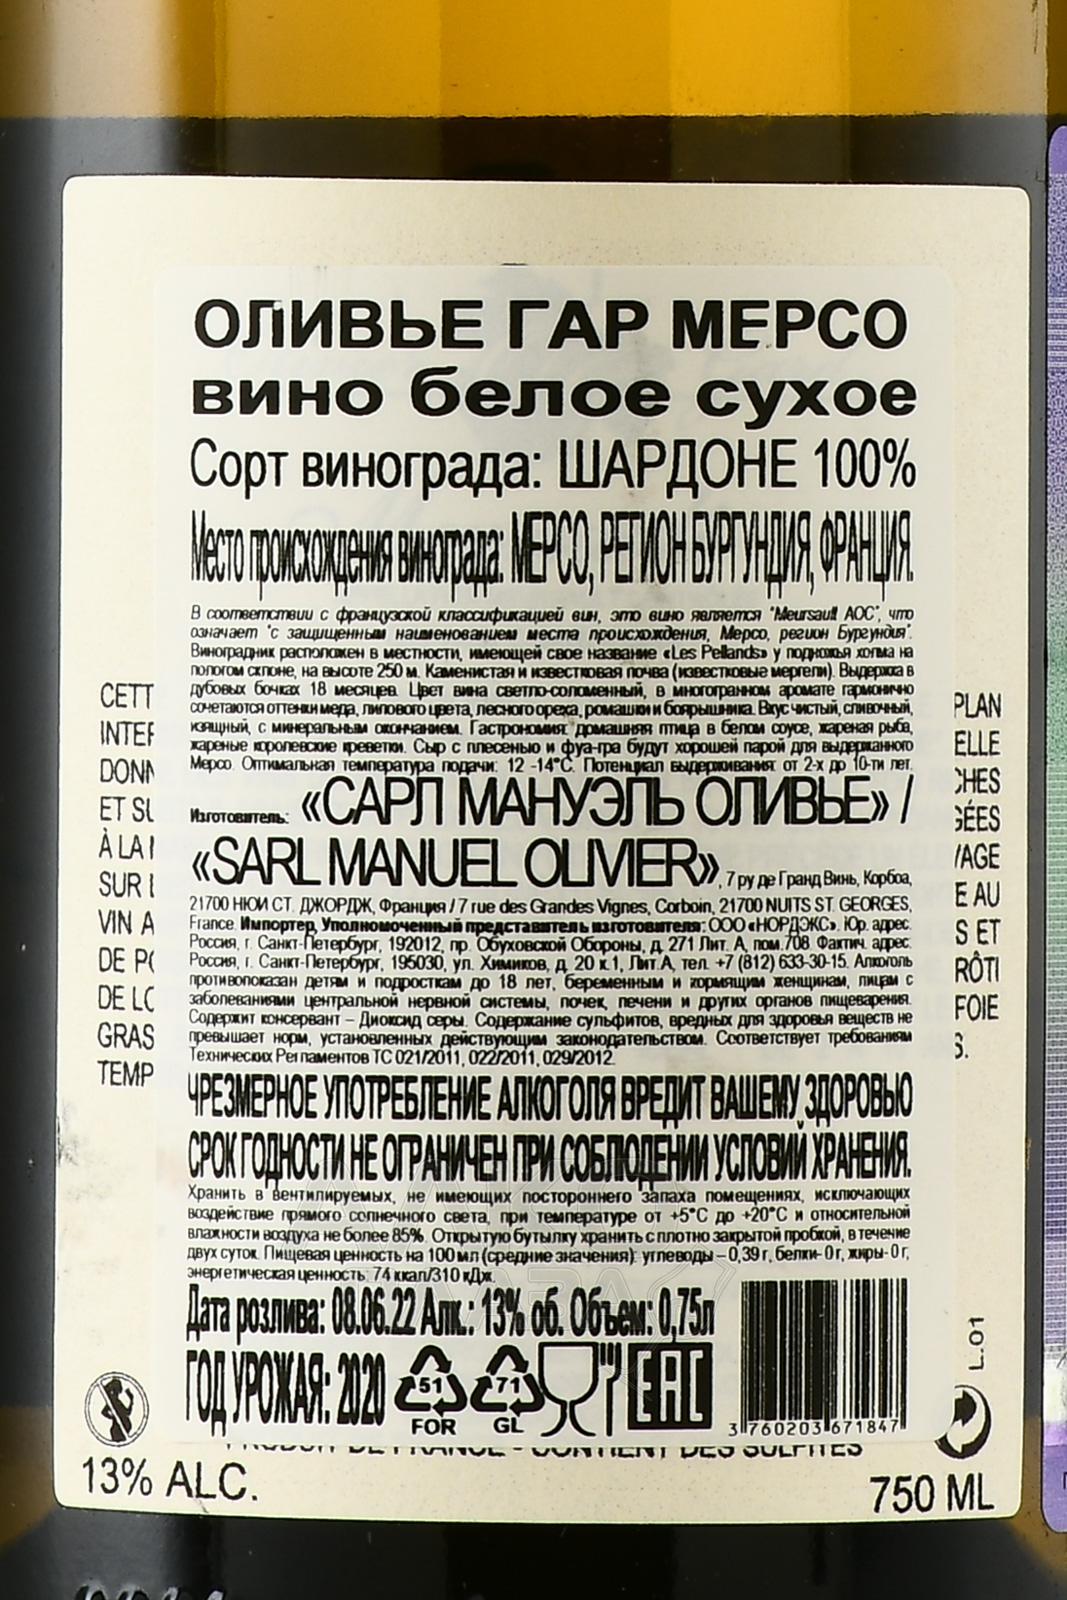 ОЛИВЬЕ ГАР МЕРСО
вино белое сухое
Сорт винограда: ШАРДОНЕ 100%
Место происхождения винограда: МЕРСО, РЕГИОН БУРГУНДИЯ, ФРАНЦИЯ.
В соответствии с французской классификацией вин, это вино является "Meursault AOC", что
означает "с защищенным наименованием места происхождения, Мерсо, регион Бургундия".
Виноградник расположен в местности, имеющей свое название «Les Pellands» у подножья холма на
пологом склоне, на высоте 250 м. Каменистая и известковая почва (известковые мергели). Выдержка в
дубовых бочках 18 месяцев. Цвет вина светло-соломенный, в многогранном аромате гармонично
сочетаются оттенки меда, липового цвета, лесного ореха, ромашки и боярышника. Вкус чистый, сливочный,
изящный, с минеральным окончанием. Гастрономия: домашняя птица в белом соусе, жареная рыба,
жареные королевские креветки. Сыр с плесенью и фуа-гра будут хорошей парой для выдержанного
Мерсо. Оптимальная температура подачи: 12 -14°С. Потенциал выдерживания: от 2-х до 10-ти лет.
Изготовитель: «САРЛ МАНУЭЛЬ ОЛИВЬЕ» /
«SARL MANUEL OLIVIER», 7 ру де Гранд Винь, Корбоа,
21700 НЮИ СТ. ДЖОРДЖ, Франция / 7 rue des Grandes Vignes, Corboin, 21700 NUITS ST. GEORGES,
France. Импортер, Уполномоченный представитель изготовителя: ООО «НОРДЭКС». Юр. адрес:
Россия, г. Санкт-Петербург, 192012, пр. Обуховской Обороны, д. 271 Лит. А, пом.708. Фактич. адрес:
Россия, г. Санкт-Петербург, 195030, ул. Химиков, д. 20 к.1, Лит.А, тел. +7 (812) 633-30-15. Алкоголь
противопоказан детям и подросткам до 18 лет, беременным и кормящим женщинам, лицам с
заболеваниями центральной нервной системы, почек, печени и других органов пищеварения.
Содержит консервант – Диоксид серы. Содержание сульфитов, вредных для здоровья веществ не
превышает норм, установленных действующим законодательством. Соответствует требованиям
Технических Регламентов ТС 021/2011, 022/2011, 029/2012.
ЧРЕЗМЕРНОЕ УПОТРЕБЛЕНИЕ АЛКОГОЛЯ ВРЕДИТ ВАШЕМУ ЗДОРОВЬЮ
СРОК ГОДНОСТИ НЕ ОГРАНИЧЕН ПРИ СОБЛЮДЕНИИ УСЛОВИЙ ХРАНЕНИЯ.
Хранить в вентилируемых, не имеющих постороннего запаха помещениях, исключающих
воздействие прямого солнечного света, при температуре от +5°С до +20°С и относительной
влажности воздуха не более 85%. Открытую бутылку хранить с плотно закрытой пробкой, в течение
двух суток. Пищевая ценность на 100 мл (средние значения): углеводы – 0,39 г, белки- 0 г, жиры- 0 г,
энергетическая ценность: 74 ккал/310 кДж.
Дата розлива: 08.06.22 Алк.: 13% об. Объем: 0,75л
ГОД УРОЖАЯ: 2020
51
FOR
71
GL
EAC
3 760203 671847
L.01
CETT
INTER
DONN
ET SU
À LA
SUR
VIN A
DE P
DE LO
GRAS
TEMP
PLAN
ELLE
CHES
GÉES
VAGE
E AU
S ET
RÔTI
FOIE
S.
PRODUIT DE FRANCE - CONTIENT DES SULFITES
13% ALC.
750 ML